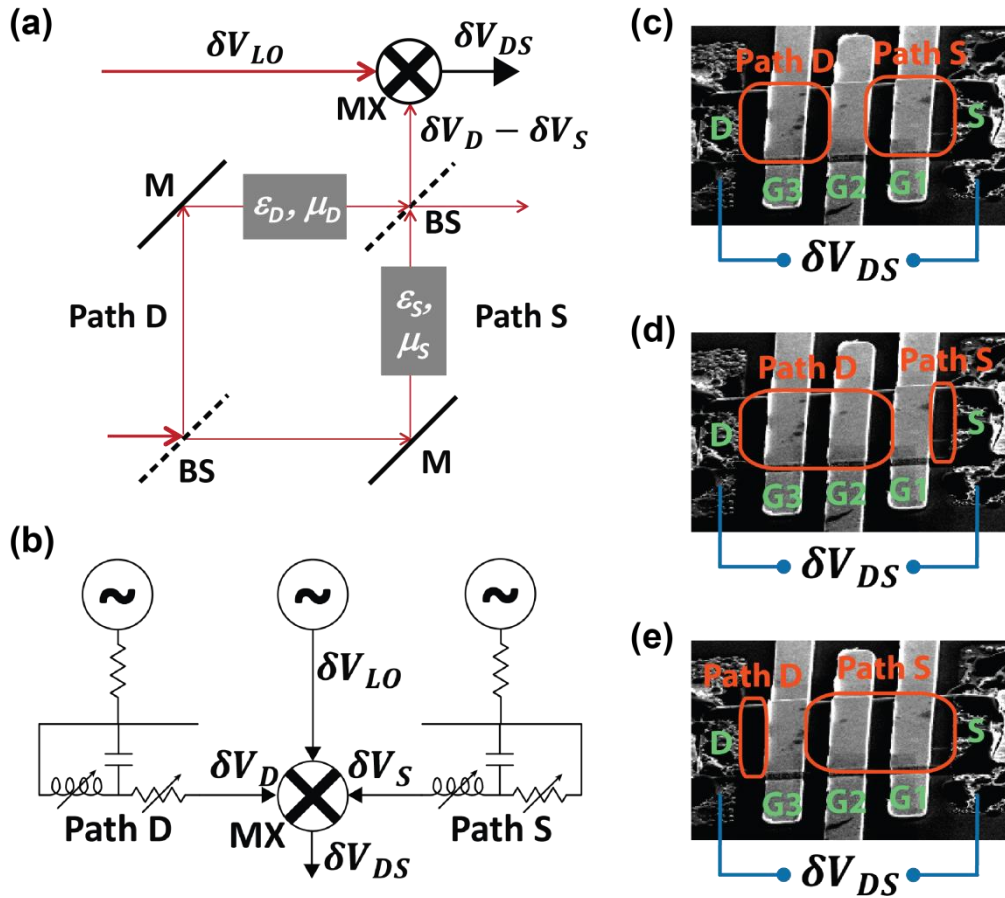 (a)
δV_LO
δV_DS
MX
δV_D − δV_S
M
ε_D, μ_D
BS
Path D
ε_S,
μ_S
Path S
BS
M
(b)
~ ~ ~
δV_LO
δV_D
δV_S
Path D
MX
Path S
δV_DS
(c)
Path D
Path S
D
S
G3
G2
G1
δV_DS
(d)
Path D
Path S
D
S
G3
G2
G1
δV_DS
(e)
Path D
Path S
D
S
G3
G2
G1
δV_DS